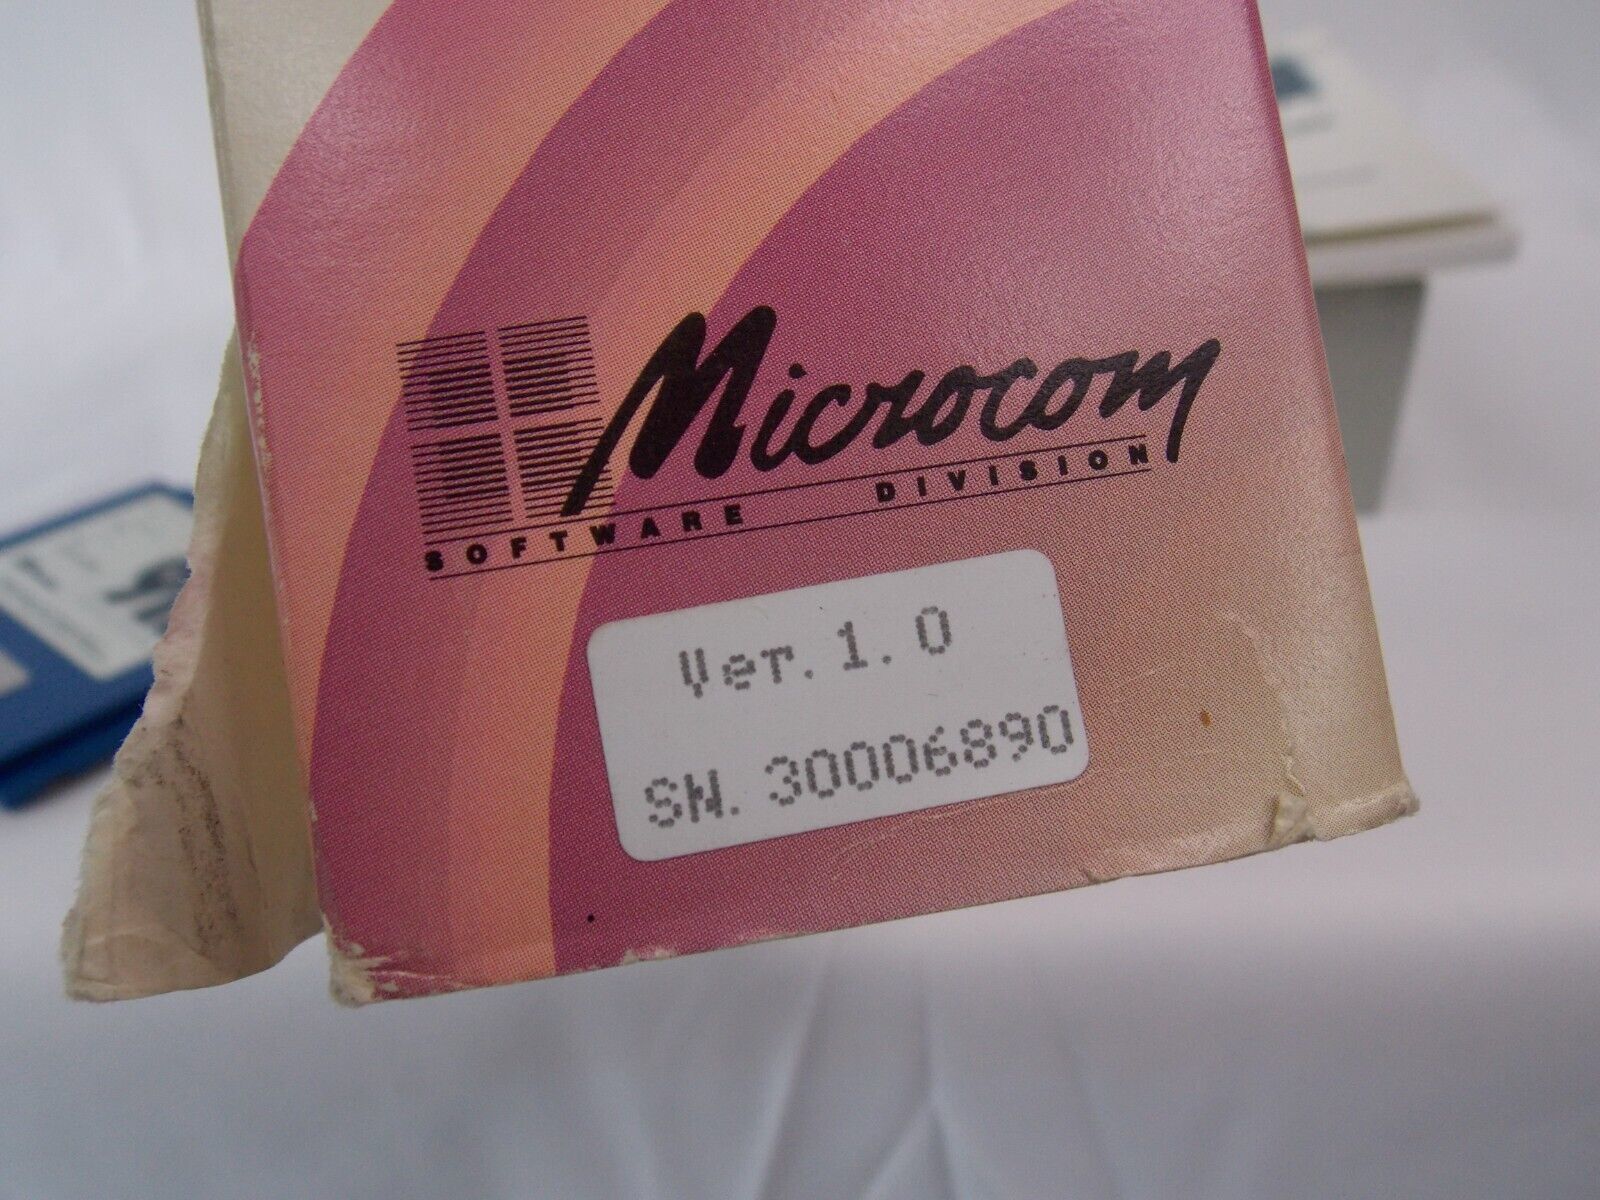 Microcom
SOFTWARE DIVISION
Ver. 1.0
SN. 30006890